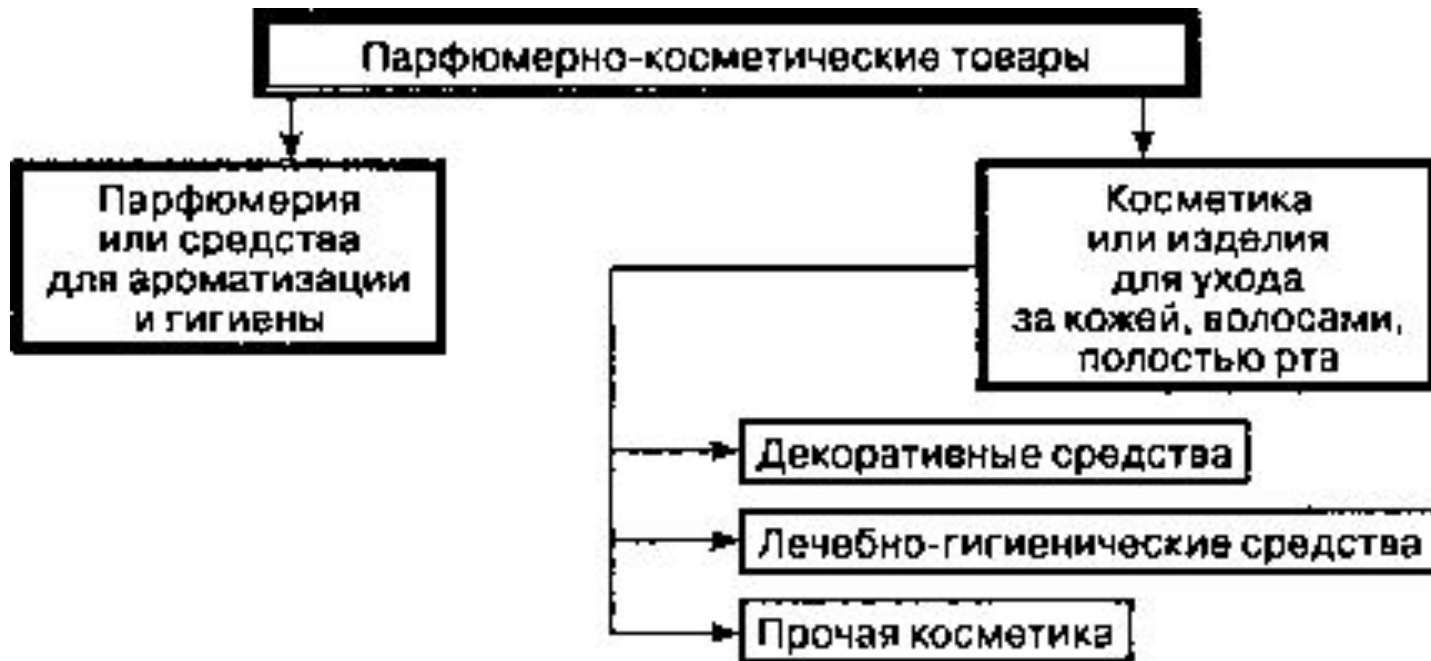 Парфюмерно-косметические товары
Парфюмерия
или средства
для ароматизации
и гигиены
Косметика
или изделия
для ухода
за кожей, волосами,
полостью рта
Декоративные средства
Лечебно-гигиенические средства
Прочая косметика